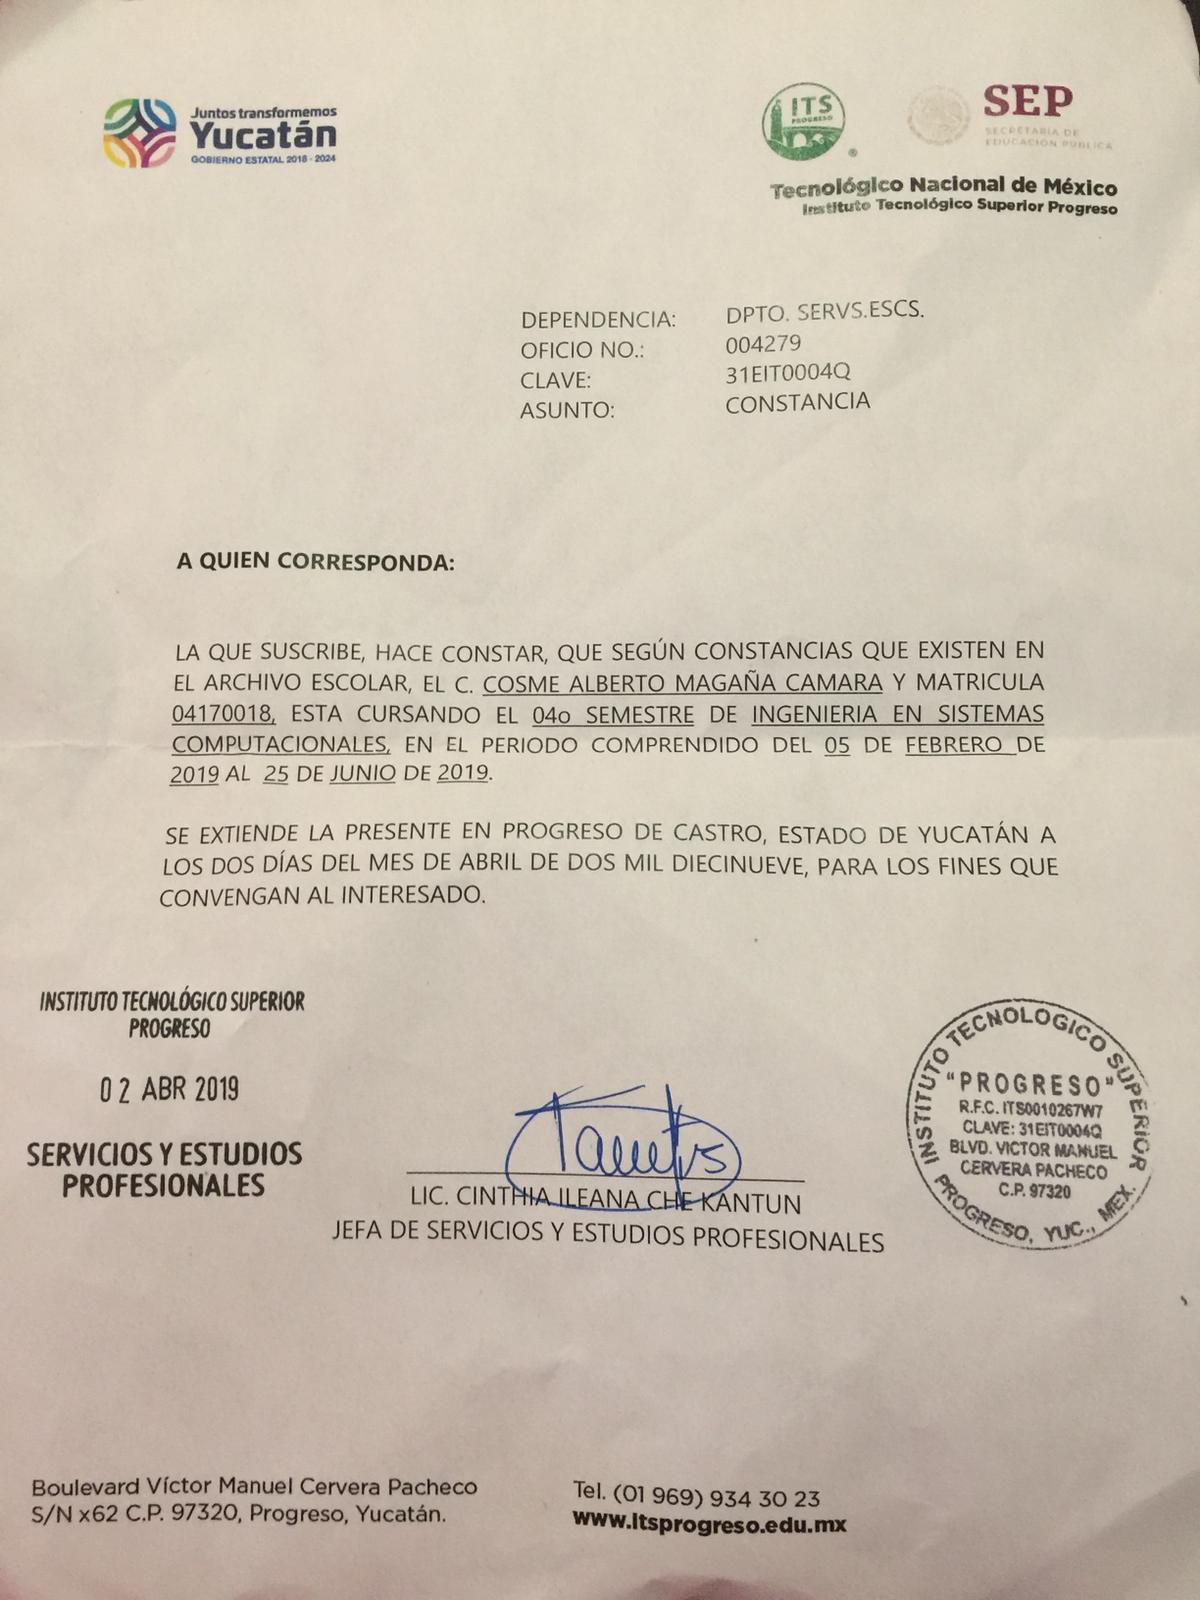 Juntos transformemos
Yucatán
GOBIERNO ESTATAL 2018 - 2024
ITS
PROGRESO
SEP
SECRETARÍA DE
EDUCACIÓN PÚBLICA
Tecnológico Nacional de México
Instituto Tecnológico Superior Progreso
DEPENDENCIA: DPTO. SERVS.ESCS.
OFICIO NO.: 004279
CLAVE: 31EIT0004Q
ASUNTO: CONSTANCIA
A QUIEN CORRESPONDA:
LA QUE SUSCRIBE, HACE CONSTAR, QUE SEGÚN CONSTANCIAS QUE EXISTEN EN
EL ARCHIVO ESCOLAR, EL C. COSME ALBERTO MAGAÑA CAMARA Y MATRICULA
04170018, ESTA CURSANDO EL 04o SEMESTRE DE INGENIERIA EN SISTEMAS
COMPUTACIONALES, EN EL PERIODO COMPRENDIDO DEL 05 DE FEBRERO DE
2019 AL 25 DE JUNIO DE 2019.
SE EXTIENDE LA PRESENTE EN PROGRESO DE CASTRO, ESTADO DE YUCATÁN A
LOS DOS DÍAS DEL MES DE ABRIL DE DOS MIL DIECINUEVE, PARA LOS FINES QUE
CONVENGAN AL INTERESADO.
INSTITUTO TECNOLÓGICO SUPERIOR
PROGRESO
02 ABR 2019
SERVICIOS Y ESTUDIOS
PROFESIONALES
LIC. CINTHIA ILEANA CHE KANTUN
JEFA DE SERVICIOS Y ESTUDIOS PROFESIONALES
INSTITUTO TECNOLOGICO SUPERIOR
"PROGRESO"
R.F.C. ITS0010267W7
CLAVE: 31EIT0004Q
BLVD. VICTOR MANUEL
CERVERA PACHECO
C.P. 97320
PROGRESO, YUC., MEX.
Boulevard Víctor Manuel Cervera Pacheco
S/N x62 C.P. 97320, Progreso, Yucatán.
Tel. (01 969) 934 30 23
www.itsprogreso.edu.mx